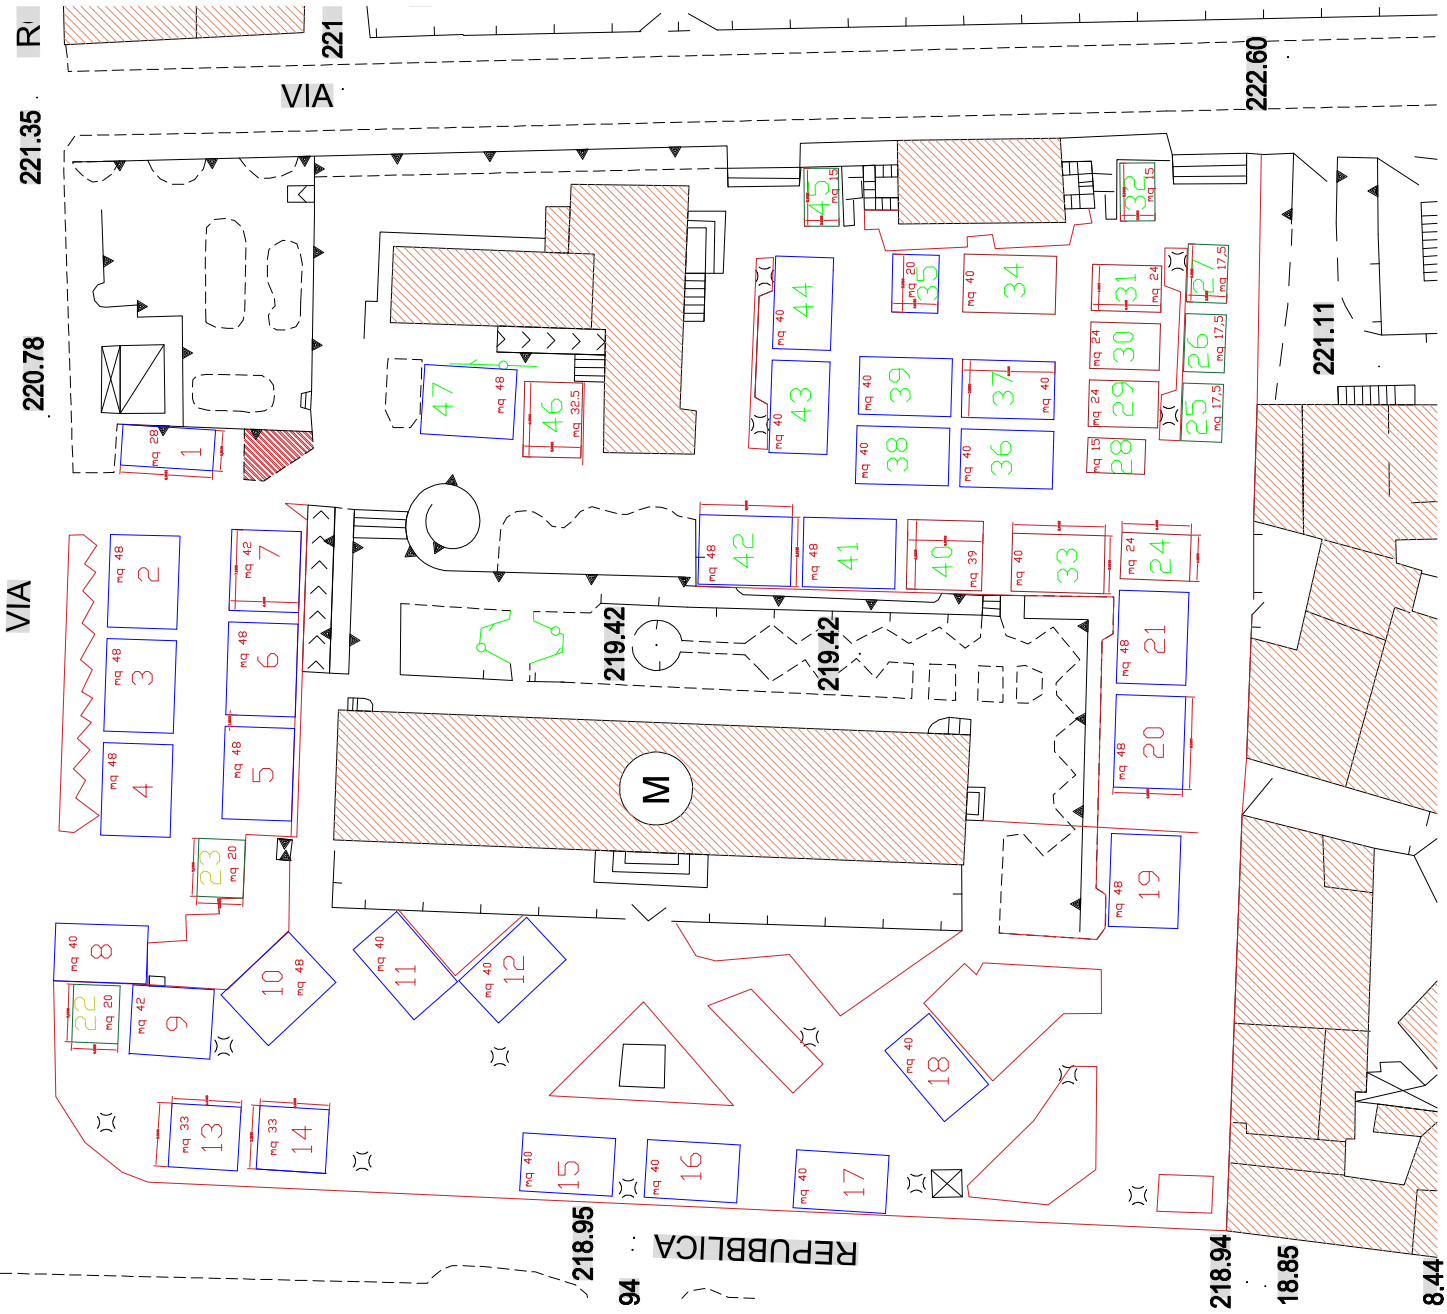 R
221
VIA
222.60
221.35
45
mq 15
32
mq 15
220.78
44
mq 40
35
mq 20
34
mq 40
31
mq 24
27
mq 17,5
221.11
30
mq 24
26
mq 17,5
47
mq 48
46
mq 32,5
43
mq 40
39
mq 40
37
mq 40
29
mq 24
25
mq 17,5
1
mq 28
38
mq 40
36
mq 40
28
mq 15
VIA
2
mq 48
7
mq 42
42
mq 48
41
mq 48
40
mq 39
33
mq 40
24
mq 24
3
mq 48
6
mq 48
219.42
219.42
21
mq 48
4
mq 48
5
mq 48
M
20
mq 48
23
mq 20
19
mq 48
8
mq 40
10
mq 48
11
mq 40
12
mq 40
22
mq 20
9
mq 42
18
mq 40
13
mq 33
14
mq 33
15
mq 40
16
mq 40
17
mq 40
218.95
REPUBBLICA
94
218.94
18.85
8.44